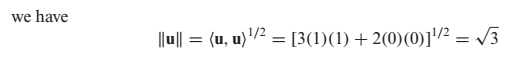 we have
‖u‖ = ⟨u, u⟩^{1/2} = [3(1)(1) + 2(0)(0)]^{1/2} = √3